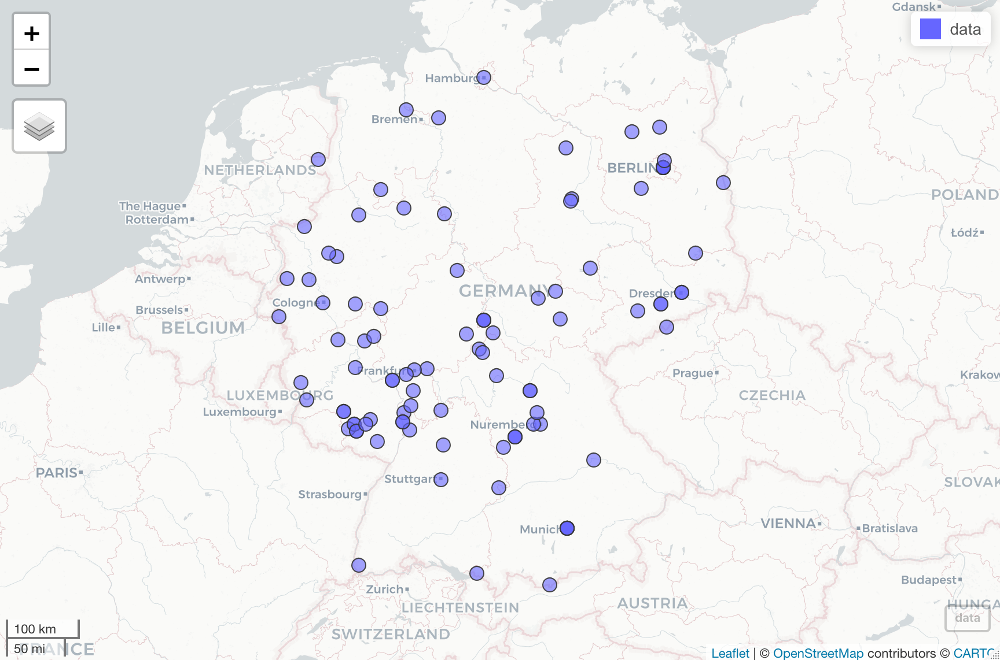 Gdansk
+
data
−
Hamburg
Bremen
NETHERLANDS
BERLIN
POLAND
The Hague
Rotterdam
Łódź
Antwerp
GERMANY
Dresden
Cologne
Brussels
BELGIUM
Lille
Frankfurt
Prague
Krakow
LUXEMBOURG
CZECHIA
Luxembourg
Nuremberg
PARIS
Stuttgart
SLOVAK
Strasbourg
VIENNA
Munich
Bratislava
Budapest
Zurich
AUSTRIA
HUNGA
LIECHTENSTEIN
data
100 km
SWITZERLAND
50 mi
FRANCE
Leaflet | © OpenStreetMap contributors © CARTO